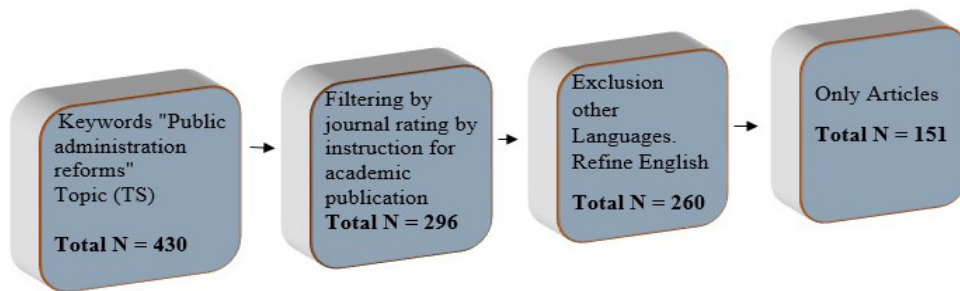 Keywords "Public
administration
reforms"
Topic (TS)
Total N = 430
Filtering by
journal rating by
instruction for
academic
publication
Total N = 296
Exclusion
other
Languages.
Refine English
Total N = 260
Only Articles
Total N = 151